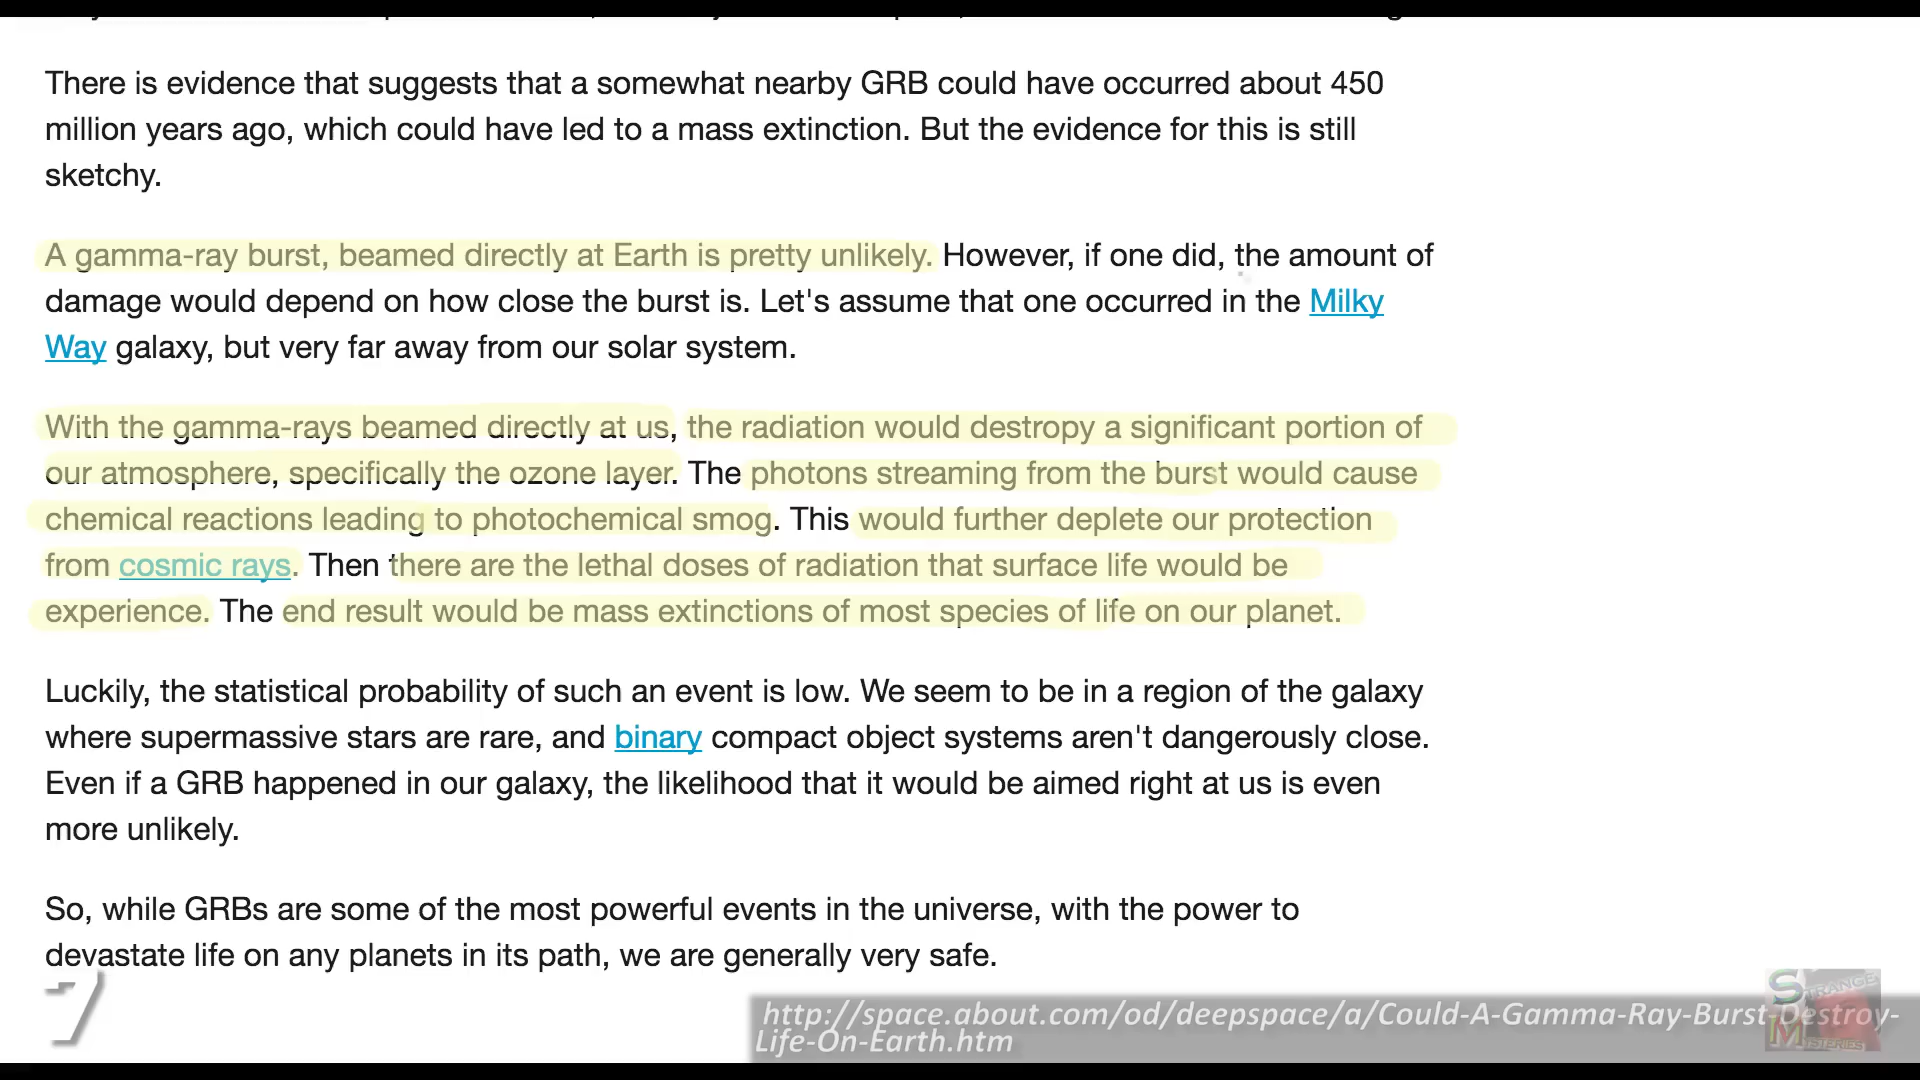 There is evidence that suggests that a somewhat nearby GRB could have occurred about 450
million years ago, which could have led to a mass extinction. But the evidence for this is still
sketchy.
A gamma-ray burst, beamed directly at Earth is pretty unlikely. However, if one did, the amount of
damage would depend on how close the burst is. Let's assume that one occurred in the Milky
Way galaxy, but very far away from our solar system.
With the gamma-rays beamed directly at us, the radiation would destropy a significant portion of
our atmosphere, specifically the ozone layer. The photons streaming from the burst would cause
chemical reactions leading to photochemical smog. This would further deplete our protection
from cosmic rays. Then there are the lethal doses of radiation that surface life would be
experience. The end result would be mass extinctions of most species of life on our planet.
Luckily, the statistical probability of such an event is low. We seem to be in a region of the galaxy
where supermassive stars are rare, and binary compact object systems aren't dangerously close.
Even if a GRB happened in our galaxy, the likelihood that it would be aimed right at us is even
more unlikely.
So, while GRBs are some of the most powerful events in the universe, with the power to
devastate life on any planets in its path, we are generally very safe.
7
http://space.about.com/od/deepspace/a/Could-A-Gamma-Ray-Burst-Destroy-
Life-On-Earth.htm
STRANGE
MYSTERIES